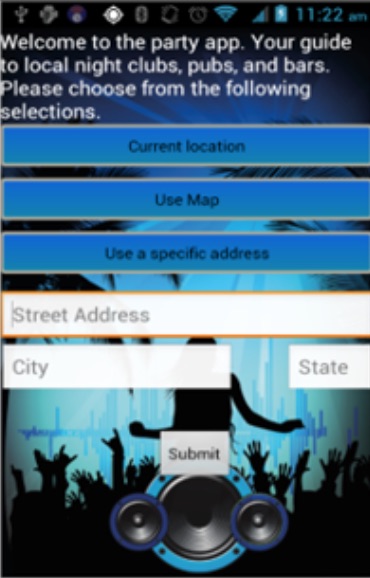 11:22 am
Welcome to the party app. Your guide
to local night clubs, pubs, and bars.
Please choose from the following
selections.
Current location
Use Map
Use a specific address
Street Address
City State
Submit